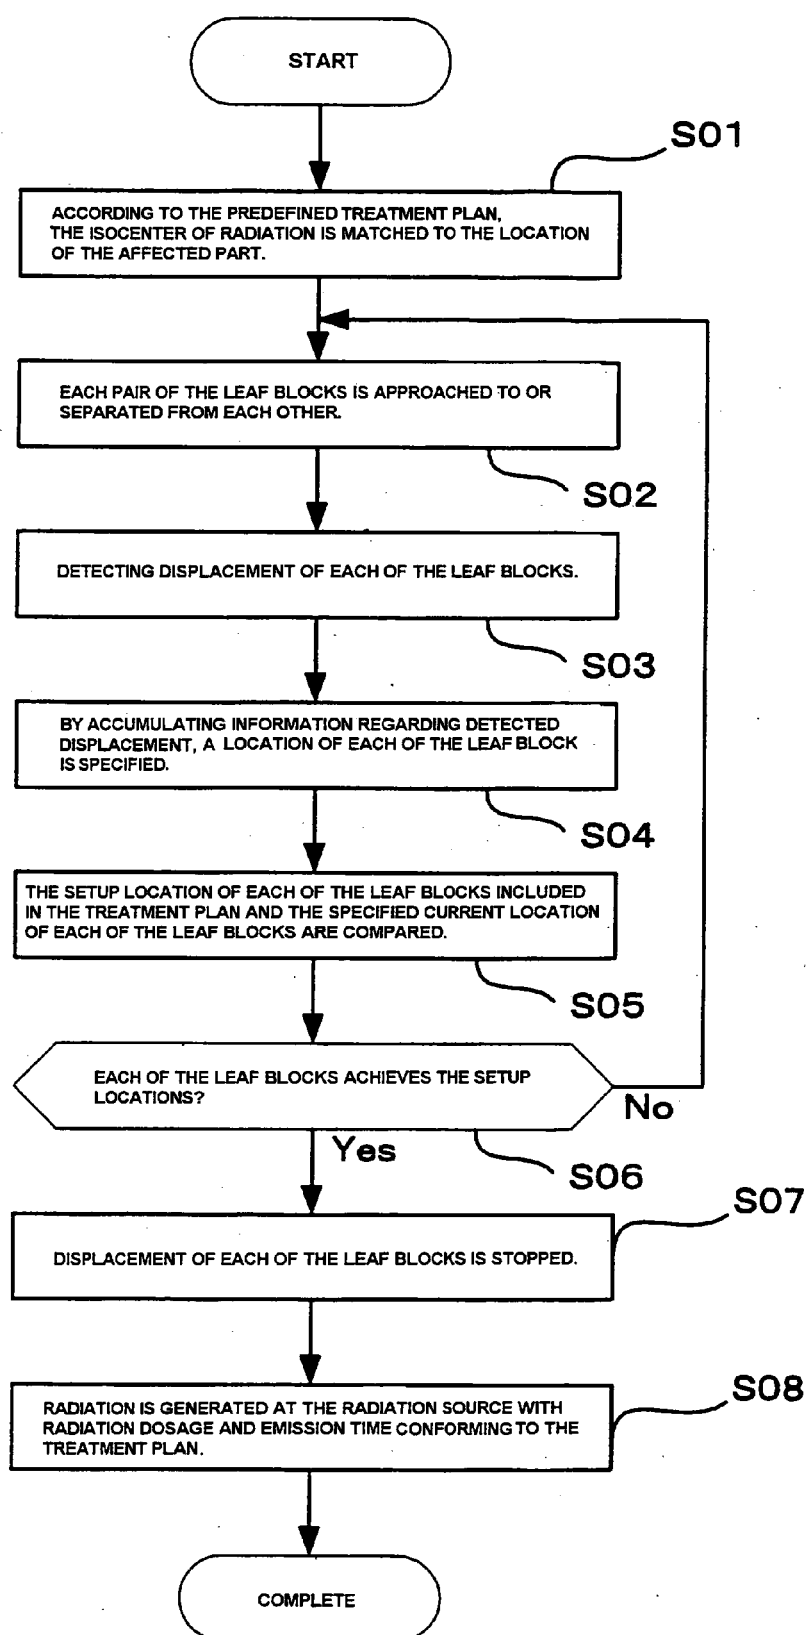 START
S01
ACCORDING TO THE PREDEFINED TREATMENT PLAN,
THE ISOCENTER OF RADIATION IS MATCHED TO THE LOCATION
OF THE AFFECTED PART.
EACH PAIR OF THE LEAF BLOCKS IS APPROACHED TO OR
SEPARATED FROM EACH OTHER.
S02
DETECTING DISPLACEMENT OF EACH OF THE LEAF BLOCKS.
S03
BY ACCUMULATING INFORMATION REGARDING DETECTED
DISPLACEMENT, A LOCATION OF EACH OF THE LEAF BLOCK
IS SPECIFIED.
S04
THE SETUP LOCATION OF EACH OF THE LEAF BLOCKS INCLUDED
IN THE TREATMENT PLAN AND THE SPECIFIED CURRENT LOCATION
OF EACH OF THE LEAF BLOCKS ARE COMPARED.
S05
EACH OF THE LEAF BLOCKS ACHIEVES THE SETUP
LOCATIONS?
No
Yes
S06
S07
DISPLACEMENT OF EACH OF THE LEAF BLOCKS IS STOPPED.
S08
RADIATION IS GENERATED AT THE RADIATION SOURCE WITH
RADIATION DOSAGE AND EMISSION TIME CONFORMING TO THE
TREATMENT PLAN.
COMPLETE